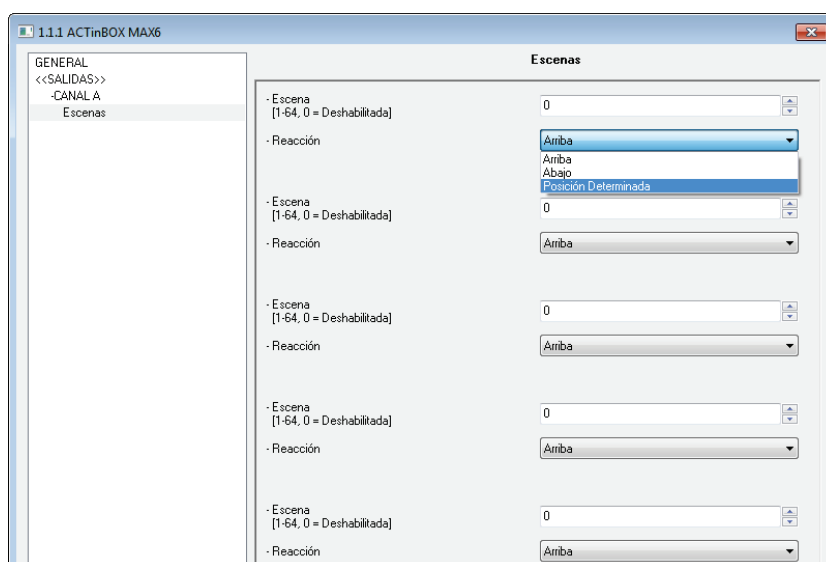 1.1.1 ACTinBOX MAX6
GENERAL
<<SALIDAS>>
-CANAL A
Escenas
Escenas
- Escena
[1-64, 0 = Deshabilitada]
0
- Reacción
Arriba
Arriba
Abajo
Posición Determinada
- Escena
[1-64, 0 = Deshabilitada]
0
- Reacción
Arriba
- Escena
[1-64, 0 = Deshabilitada]
0
- Reacción
Arriba
- Escena
[1-64, 0 = Deshabilitada]
0
- Reacción
Arriba
- Escena
[1-64, 0 = Deshabilitada]
0
- Reacción
Arriba